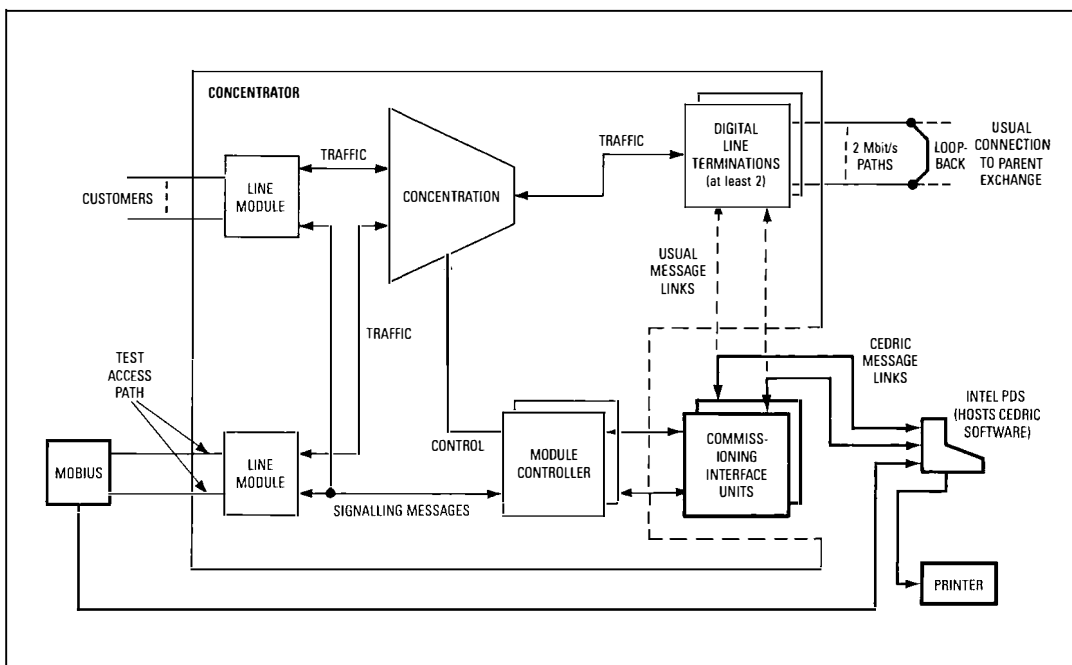 CONCENTRATOR
CUSTOMERS
LINE
MODULE
TRAFFIC
CONCENTRATION
TRAFFIC
DIGITAL
LINE
TERMINATIONS
(at least 2)
2 Mbit/s
PATHS
LOOP-
BACK
USUAL
CONNECTION
TO PARENT
EXCHANGE
USUAL
MESSAGE
LINKS
TRAFFIC
TEST
ACCESS
PATH
CEDRIC
MESSAGE
LINKS
INTEL PDS
(HOSTS CEDRIC
SOFTWARE)
MOBIUS
LINE
MODULE
CONTROL
SIGNALLING MESSAGES
MODULE
CONTROLLER
COMMISS-
IONING
INTERFACE
UNITS
PRINTER